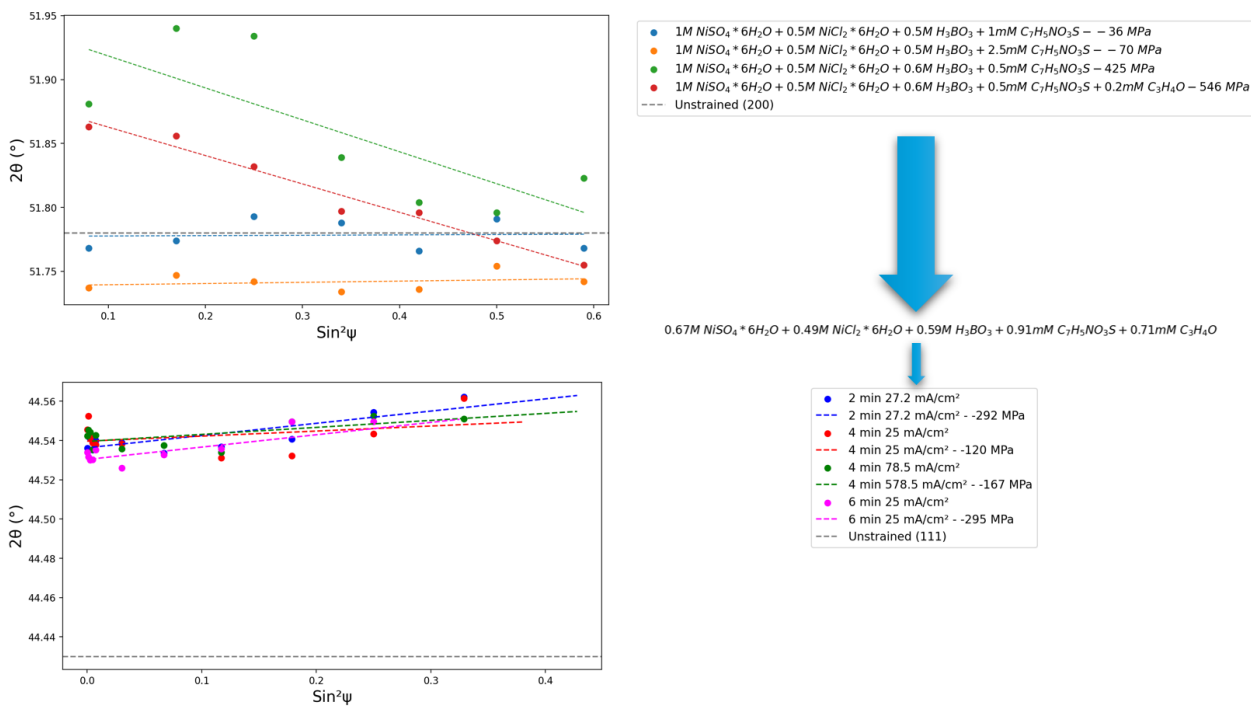 51.95
51.90
51.85
51.80
51.75
2θ (°)
0.1 0.2 0.3 0.4 0.5 0.6
Sin²ψ
1M NiSO₄*6H₂O + 0.5M NiCl₂*6H₂O + 0.5M H₃BO₃ + 1mM C₇H₅NO₃S − −36 MPa
1M NiSO₄*6H₂O + 0.5M NiCl₂*6H₂O + 0.5M H₃BO₃ + 2.5mM C₇H₅NO₃S − −70 MPa
1M NiSO₄*6H₂O + 0.5M NiCl₂*6H₂O + 0.6M H₃BO₃ + 0.5mM C₇H₅NO₃S − 425 MPa
1M NiSO₄*6H₂O + 0.5M NiCl₂*6H₂O + 0.6M H₃BO₃ + 0.5mM C₇H₅NO₃S + 0.2mM C₃H₄O − 546 MPa
Unstrained (200)
0.67M NiSO₄*6H₂O + 0.49M NiCl₂*6H₂O + 0.59M H₃BO₃ + 0.91mM C₇H₅NO₃S + 0.71mM C₃H₄O
44.56
44.54
44.52
44.50
44.48
44.46
44.44
2θ (°)
0.0 0.1 0.2 0.3 0.4
Sin²ψ
2 min 27.2 mA/cm²
2 min 27.2 mA/cm² - -292 MPa
4 min 25 mA/cm²
4 min 25 mA/cm² - -120 MPa
4 min 78.5 mA/cm²
4 min 578.5 mA/cm² - -167 MPa
6 min 25 mA/cm²
6 min 25 mA/cm² - -295 MPa
Unstrained (111)